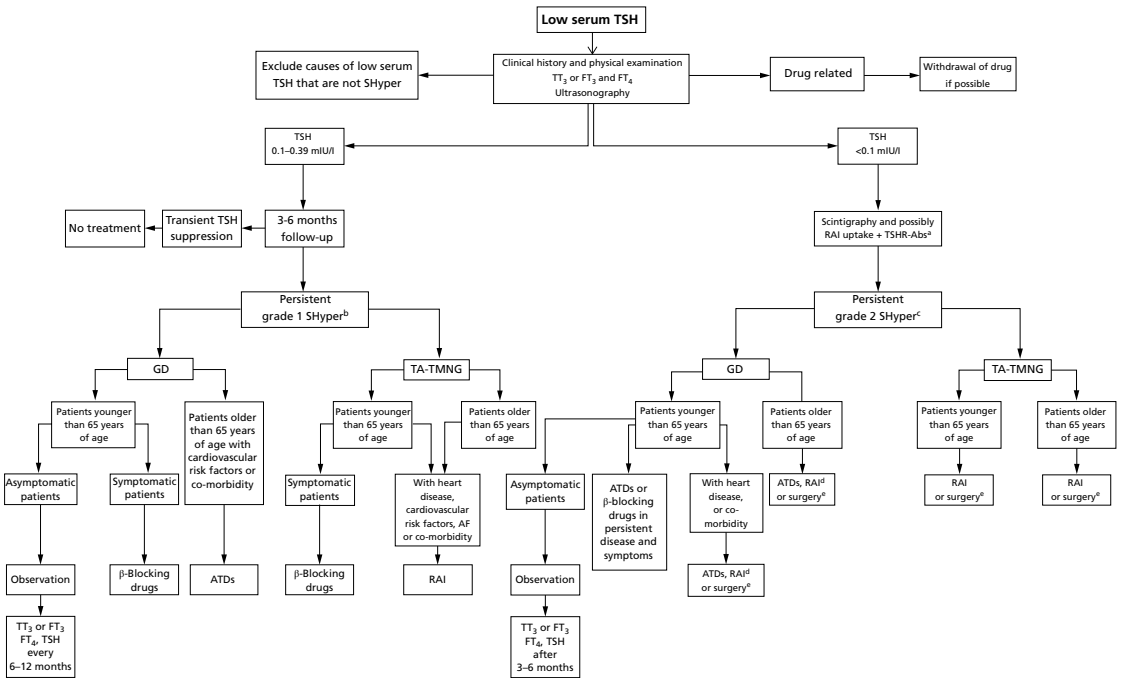 Low serum TSH
Exclude causes of low serum
TSH that are not SHyper
Clinical history and physical examination
TT₃ or FT₃ and FT₄
Ultrasonography
Drug related
Withdrawal of drug
if possible
TSH
0.1–0.39 mIU/l
TSH
<0.1 mIU/l
No treatment
Transient TSH
suppression
3-6 months
follow-up
Scintigraphy and possibly
RAI uptake + TSHR-Absᵃ
Persistent
grade 1 SHyperᵇ
Persistent
grade 2 SHyperᶜ
GD
TA-TMNG
GD
TA-TMNG
Patients younger
than 65 years
of age
Patients older
than 65 years
of age with
cardiovascular
risk factors or
co-morbidity
Patients younger
than 65 years
of age
Patients older
than 65 years
of age
Patients younger
than 65 years
of age
Patients older
than 65 years
of age
Patients younger
than 65 years
of age
Patients older
than 65 years
of age
Asymptomatic
patients
Symptomatic
patients
Symptomatic
patients
With heart
disease,
cardiovascular
risk factors, AF
or co-morbidity
Asymptomatic
patients
ATDs or
β-blocking
drugs in
persistent
disease and
symptoms
With heart
disease,
or co-
morbidity
ATDs, RAIᵈ
or surgeryᵉ
RAI
or surgeryᵉ
RAI
or surgeryᵉ
Observation
β-Blocking
drugs
ATDs
β-Blocking
drugs
RAI
Observation
ATDs, RAIᵈ
or surgeryᵉ
TT₃ or FT₃
FT₄, TSH
every
6–12 months
TT₃ or FT₃
FT₄, TSH
after
3–6 months